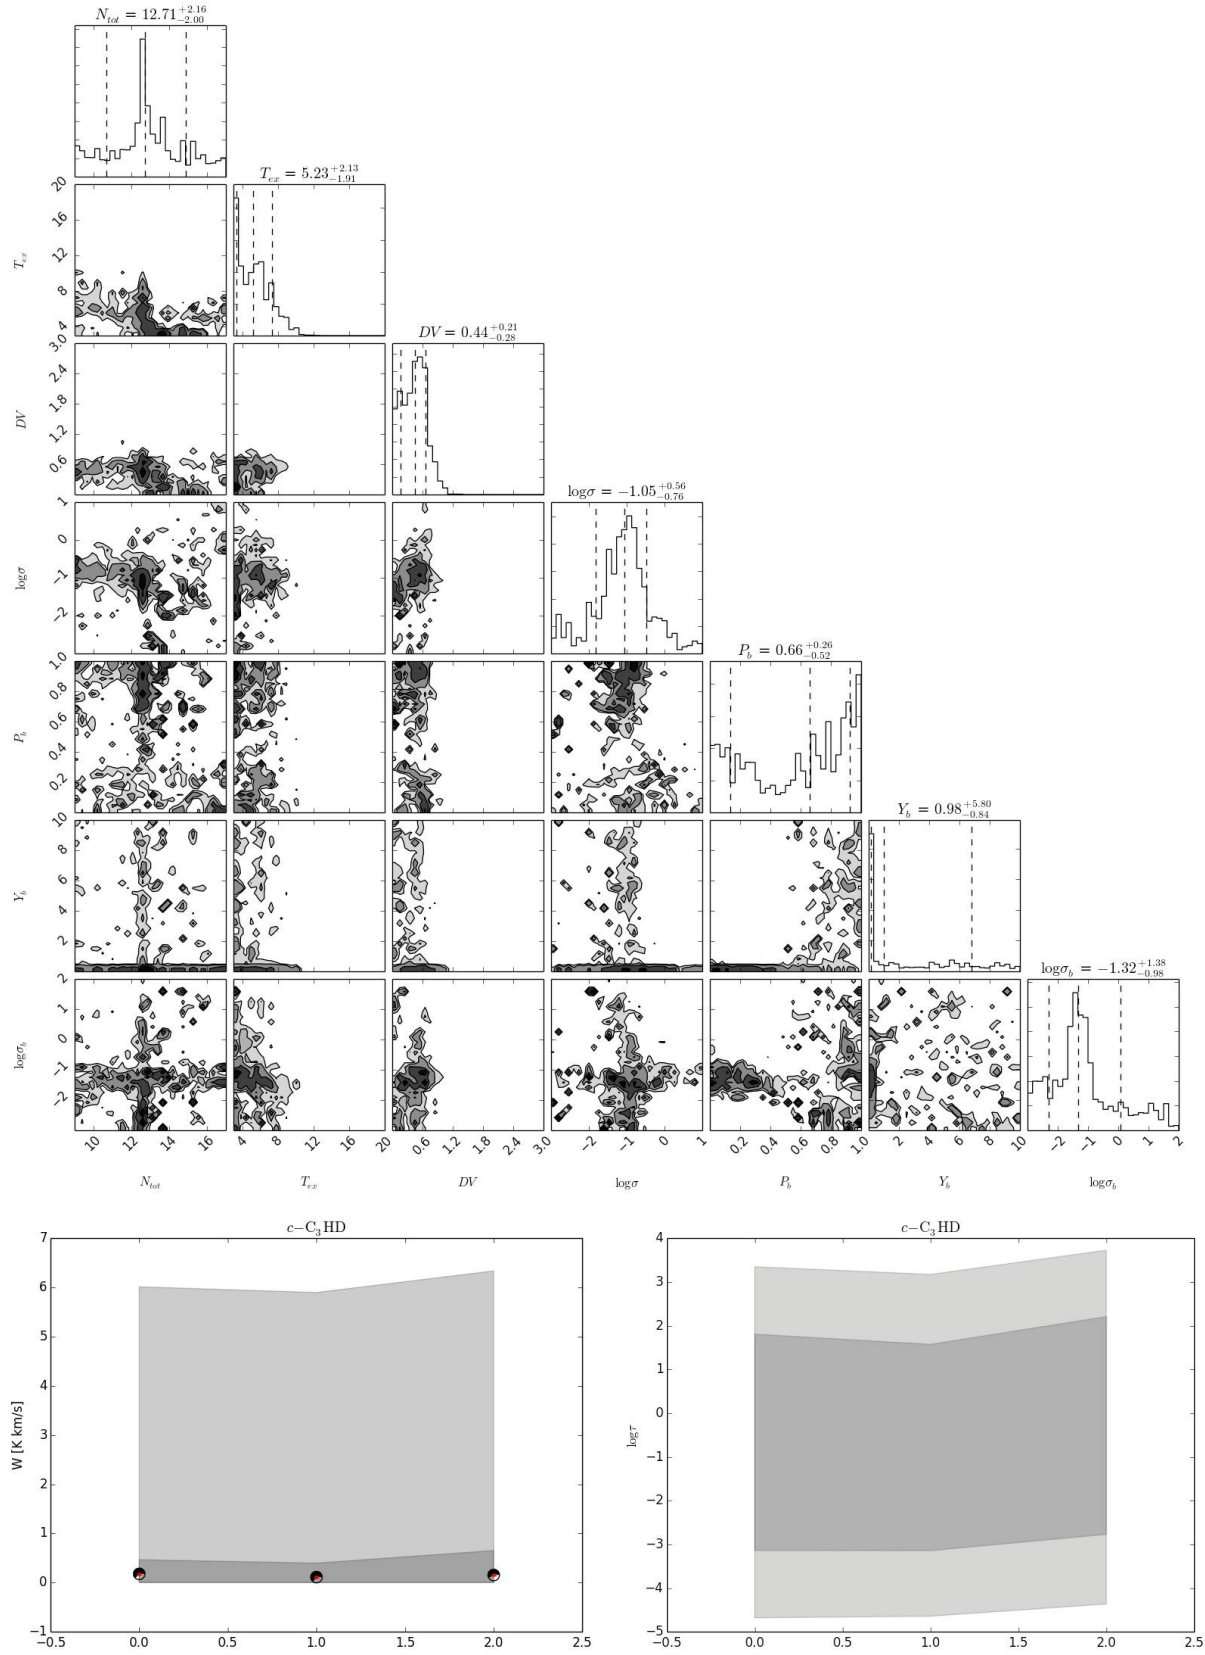 N_tot = 12.71 +2.16 −2.00
T_ex = 5.23 +2.13 −1.91
20
16
12
8
4
T_ex
DV = 0.44 +0.21 −0.28
3.0
2.4
1.8
1.2
0.6
DV
logσ = −1.05 +0.56 −0.76
1
0
−1
−2
logσ
P_b = 0.66 +0.26 −0.52
1.0
0.8
0.6
0.4
0.2
P_b
Y_b = 0.98 +5.80 −0.84
10
8
6
4
2
Y_b
logσ_b = −1.32 +1.38 −0.98
2
1
0
−1
−2
logσ_b
10 12 14 16 4 8 12 16 20 0.6 1.2 1.8 2.4 3.0 −2 −1 0 1 0.2 0.4 0.6 0.8 1.0 2 4 6 8 10 −2 −1 0 1 2
N_tot T_ex DV logσ P_b Y_b logσ_b
c−C₃HD
7
6
5
4
3
2
1
0
−1
W [K km/s]
−0.5 0.0 0.5 1.0 1.5 2.0 2.5
c−C₃HD
4
3
2
1
0
−1
−2
−3
−4
−5
logτ
−0.5 0.0 0.5 1.0 1.5 2.0 2.5